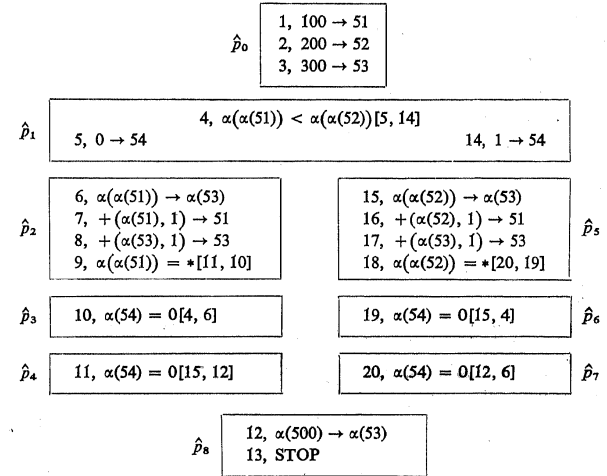 p̂₀
1, 100 → 51
2, 200 → 52
3, 300 → 53
p̂₁
4, α(α(51)) < α(α(52))[5, 14]
5, 0 → 54 14, 1 → 54
p̂₂
6, α(α(51)) → α(53)
7, +(α(51), 1) → 51
8, +(α(53), 1) → 53
9, α(α(51)) = *[11, 10]
15, α(α(52)) → α(53)
16, +(α(52), 1) → 51
17, +(α(53), 1) → 53
18, α(α(52)) = *[20, 19]
p̂₅
p̂₃ 10, α(54) = 0[4, 6]
19, α(54) = 0[15, 4] p̂₆
p̂₄ 11, α(54) = 0[15, 12]
20, α(54) = 0[12, 6] p̂₇
p̂₈
12, α(500) → α(53)
13, STOP